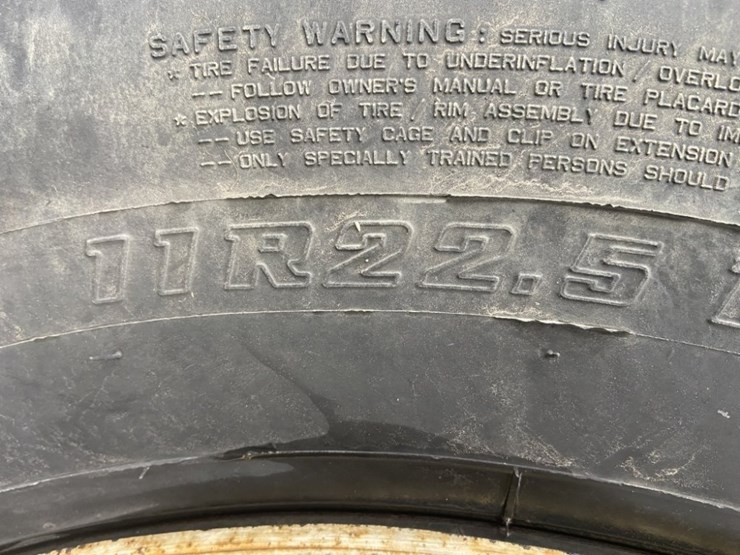 SAFETY WARNING: SERIOUS INJURY MAY
* TIRE FAILURE DUE TO UNDERINFLATION / OVERLO
-- FOLLOW OWNER'S MANUAL OR TIRE PLACARD
* EXPLOSION OF TIRE / RIM ASSEMBLY DUE TO IM
-- USE SAFETY CAGE AND CLIP ON EXTENSION
-- ONLY SPECIALLY TRAINED PERSONS SHOULD
11R22.5